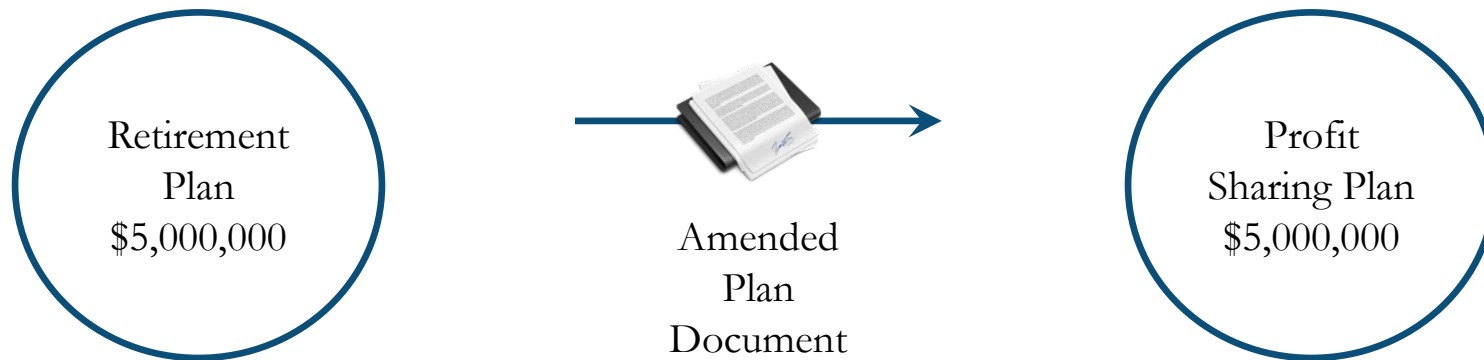 Retirement
Plan
$5,000,000
Amended
Plan
Document
Profit
Sharing Plan
$5,000,000